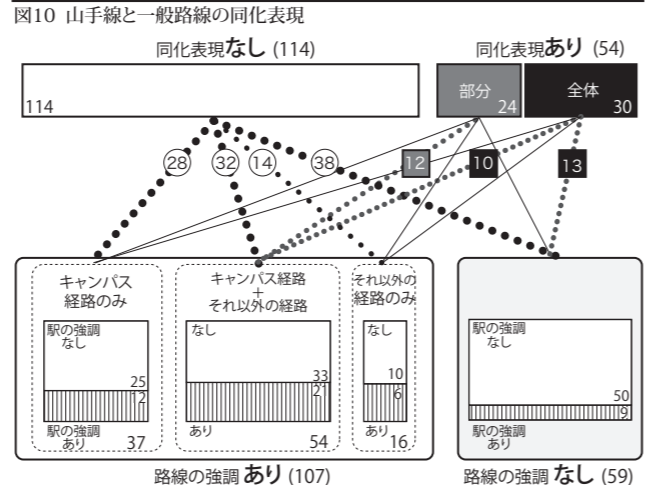 図10 山手線と一般路線の同化表現
同化表現なし (114)
同化表現あり (54)
114
部分
24
全体
30
28
32
14
38
12
10
13
キャンパス
経路のみ
キャンパス経路
+
それ以外の経路
それ以外の
経路のみ
駅の強調
なし
25
12
駅の強調
あり
37
なし
33
21
あり
54
なし
10
6
あり
16
駅の強調
なし
50
9
駅の強調
あり
路線の強調 あり (107)
路線の強調 なし (59)